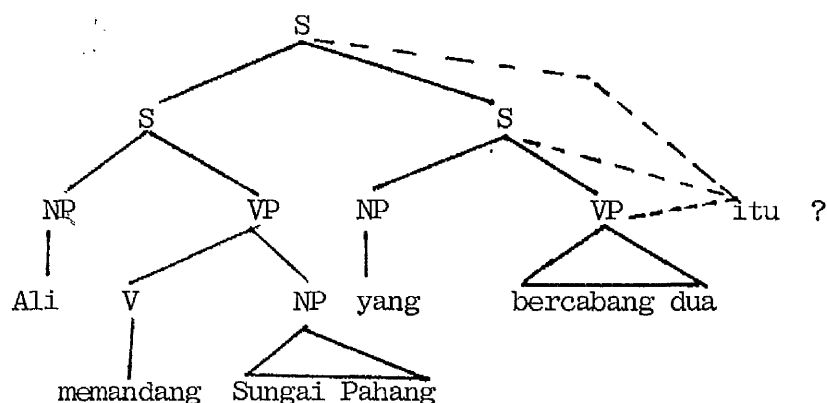 S
S S
NP VP NP VP itu ?
Ali V NP yang bercabang dua
memandang Sungai Pahang